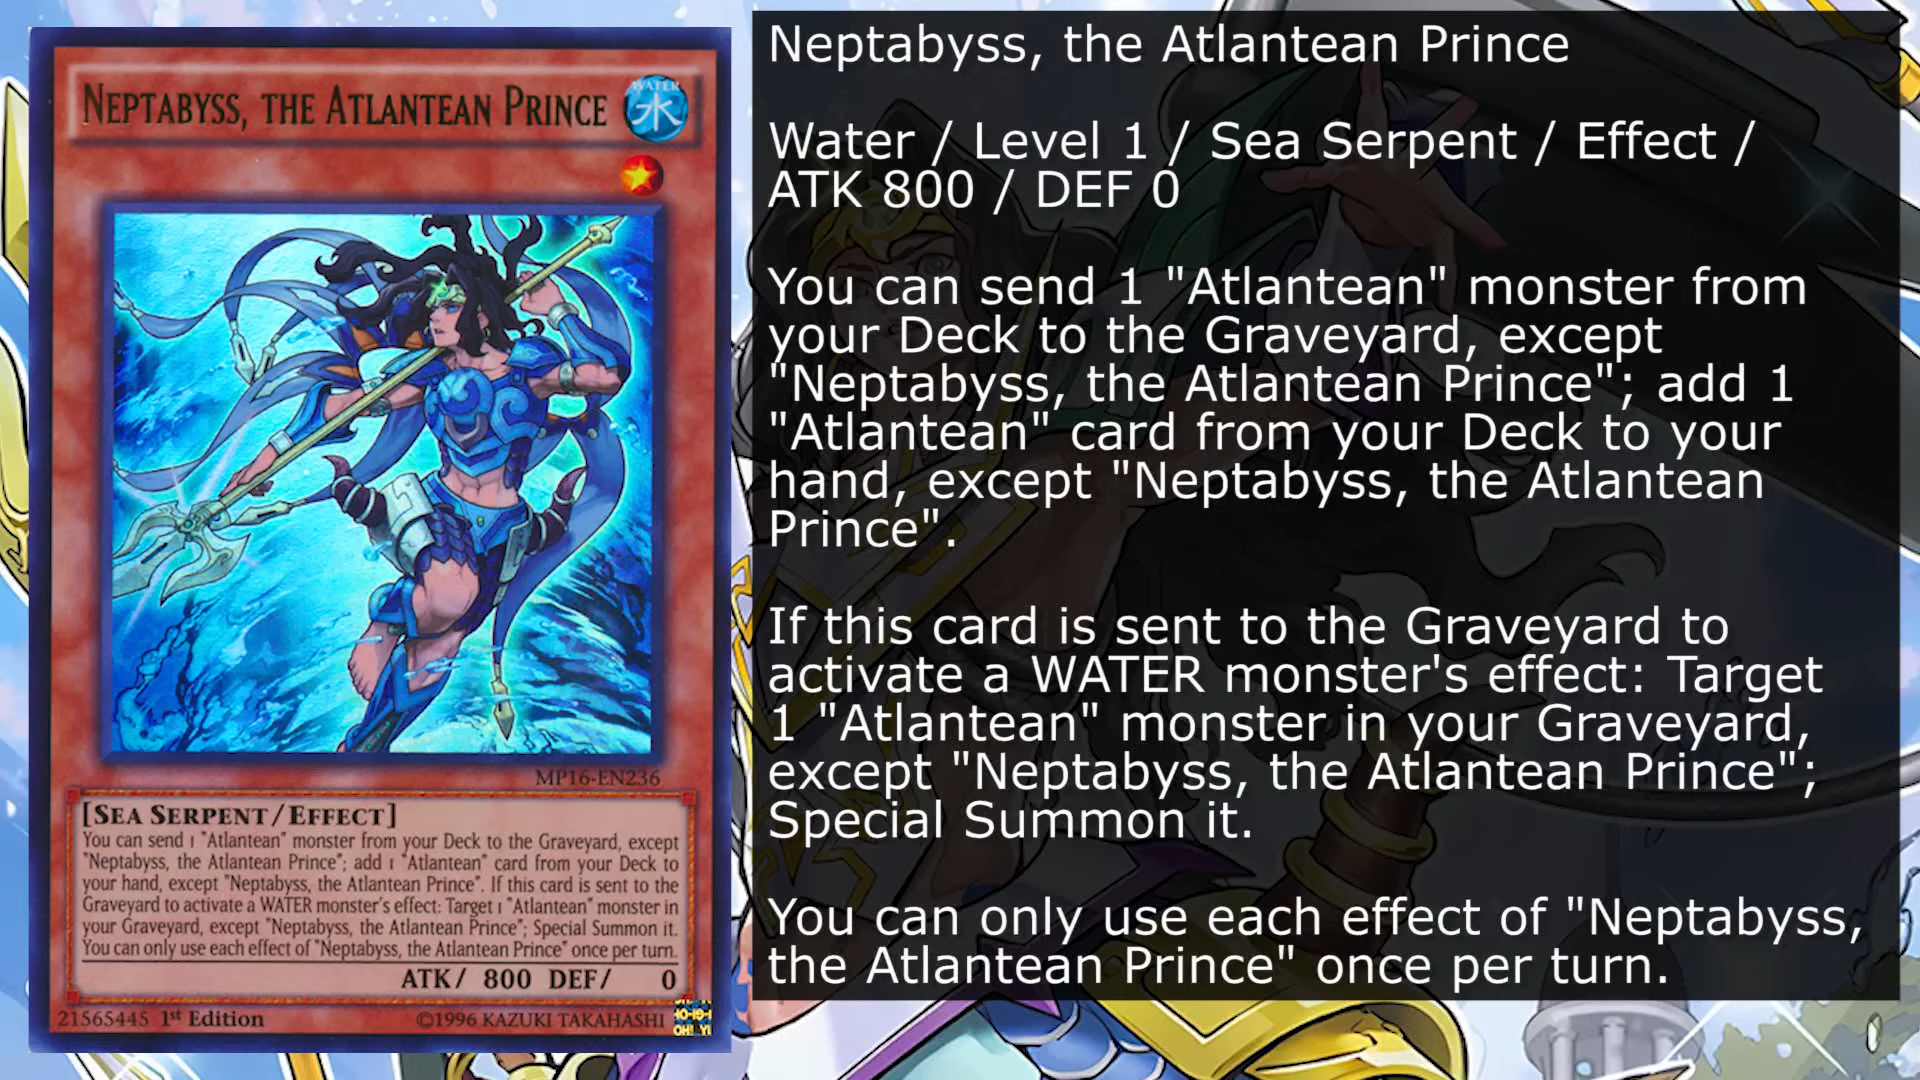 NEPTABYSS, THE ATLANTEAN PRINCE
WATER
水
MP16-EN236
[SEA SERPENT/EFFECT]
You can send 1 "Atlantean" monster from your Deck to the Graveyard, except
"Neptabyss, the Atlantean Prince"; add 1 "Atlantean" card from your Deck to
your hand, except "Neptabyss, the Atlantean Prince". If this card is sent to the
Graveyard to activate a WATER monster's effect: Target 1 "Atlantean" monster in
your Graveyard, except "Neptabyss, the Atlantean Prince"; Special Summon it.
You can only use each effect of "Neptabyss, the Atlantean Prince" once per turn.
ATK/ 800 DEF/ 0
21565445 1st Edition ©1996 KAZUKI TAKAHASHI
Neptabyss, the Atlantean Prince
Water / Level 1 / Sea Serpent / Effect /
ATK 800 / DEF 0
You can send 1 "Atlantean" monster from
your Deck to the Graveyard, except
"Neptabyss, the Atlantean Prince"; add 1
"Atlantean" card from your Deck to your
hand, except "Neptabyss, the Atlantean
Prince".
If this card is sent to the Graveyard to
activate a WATER monster's effect: Target
1 "Atlantean" monster in your Graveyard,
except "Neptabyss, the Atlantean Prince";
Special Summon it.
You can only use each effect of "Neptabyss,
the Atlantean Prince" once per turn.